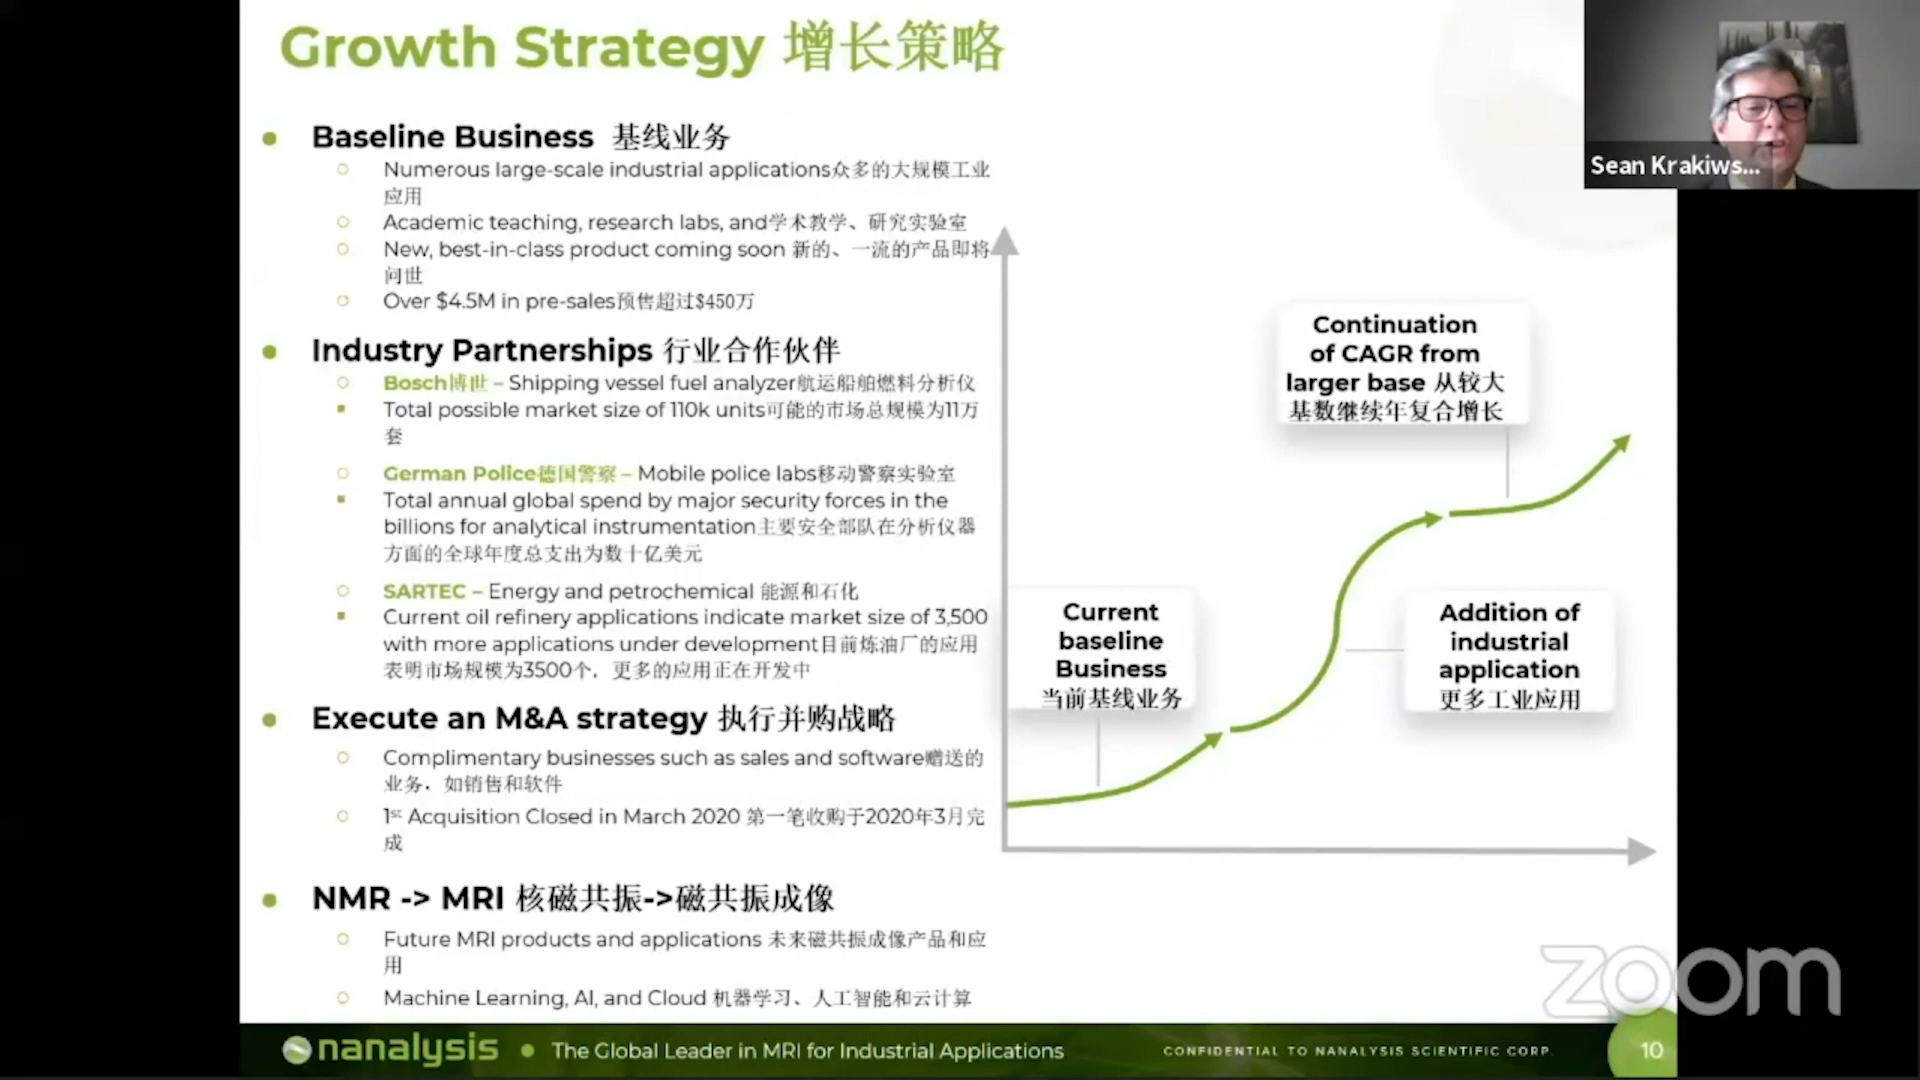 Growth Strategy 增长策略
Baseline Business 基线业务
Numerous large-scale industrial applications众多的大规模工业
应用
Academic teaching, research labs, and学术教学、研究实验室
New, best-in-class product coming soon 新的、一流的产品即将
问世
Over $4.5M in pre-sales预售超过$450万
Industry Partnerships 行业合作伙伴
Bosch博世 – Shipping vessel fuel analyzer航运船舶燃料分析仪
Total possible market size of 110k units可能的市场总规模为11万
套
German Police德国警察 – Mobile police labs移动警察实验室
Total annual global spend by major security forces in the
billions for analytical instrumentation主要安全部队在分析仪器
方面的全球年度总支出为数十亿美元
SARTEC – Energy and petrochemical 能源和石化
Current oil refinery applications indicate market size of 3,500
with more applications under development目前炼油厂的应用
表明市场规模为3500个，更多的应用正在开发中
Execute an M&A strategy 执行并购战略
Complimentary businesses such as sales and software赠送的
业务，如销售和软件
1st Acquisition Closed in March 2020 第一笔收购于2020年3月完
成
NMR -> MRI 核磁共振->磁共振成像
Future MRI products and applications 未来磁共振成像产品和应
用
Machine Learning, AI, and Cloud 机器学习、人工智能和云计算
Current
baseline
Business
当前基线业务
Continuation
of CAGR from
larger base 从较大
基数继续年复合增长
Addition of
industrial
application
更多工业应用
Sean Krakiws...
zoom
nanalysis
The Global Leader in MRI for Industrial Applications
CONFIDENTIAL TO NANALYSIS SCIENTIFIC CORP.
10